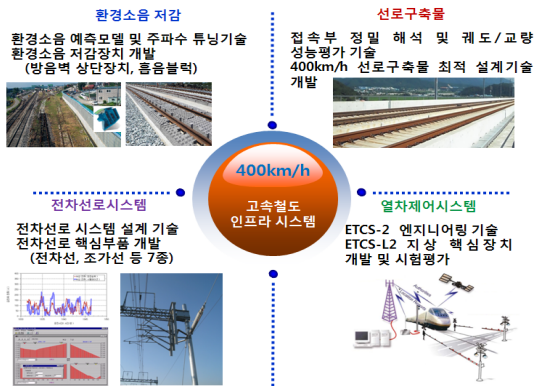 환경소음 저감
환경소음 예측모델 및 주파수 튜닝기술
환경소음 저감장치 개발
(방음벽 상단장치, 흡음블럭)
선로구축물
접속부 정밀 해석 및 궤도/교량
성능평가 기술
400km/h 선로구축물 최적 설계기술
개발
400km/h
고속철도
인프라 시스템
전차선로시스템
전차선로 시스템 설계 기술
전차선로 핵심부품 개발
(전차선, 조가선 등 7종)
열차제어시스템
ETCS-2 엔지니어링 기술
ETCS-L2 지상 핵심장치
개발 및 시험평가